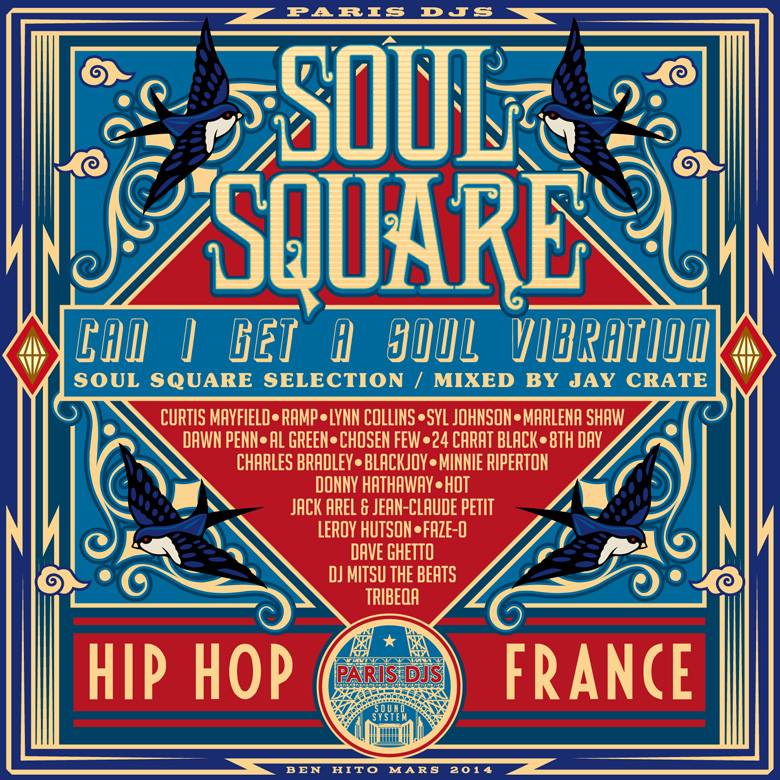 PARIS DJS
SOUL
SQUARE
CAN I GET A SOUL VIBRATION
SOUL SQUARE SELECTION / MIXED BY JAY CRATE
CURTIS MAYFIELD•RAMP•LYNN COLLINS•SYL JOHNSON•MARLENA SHAW
DAWN PENN•AL GREEN•CHOSEN FEW•24 CARAT BLACK•8TH DAY
CHARLES BRADLEY•BLACKJOY•MINNIE RIPERTON
DONNY HATHAWAY•HOT
JACK AREL & JEAN-CLAUDE PETIT
LEROY HUTSON•FAZE-O
DAVE GHETTO
DJ MITSU THE BEATS
TRIBEQA
HIP HOP FRANCE
PARIS DJS
SOUND
SYSTEM
BEN HITO MARS 2014